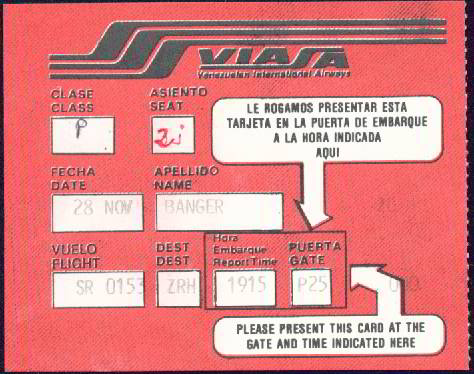 VIASA
Venezuelan International Airways
CLASE
CLASS
P
ASIENTO
SEAT
LE ROGAMOS PRESENTAR ESTA
TARJETA EN LA PUERTA DE EMBARQUE
A LA HORA INDICADA
AQUI
FECHA
DATE
28 NOV
APELLIDO
NAME
BANGER
VUELO
FLIGHT
SR 0153
DEST
DEST
ZRH
Hora
Embarque
Report Time
1915
PUERTA
GATE
P25
PLEASE PRESENT THIS CARD AT THE
GATE AND TIME INDICATED HERE